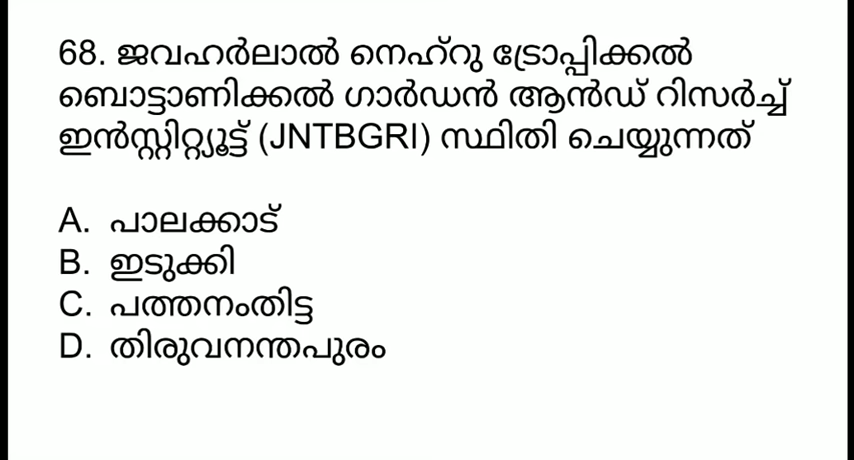 68. ജവഹർലാൽ നെഹ്റു ട്രോപ്പിക്കൽ
ബൊട്ടാണിക്കൽ ഗാർഡൻ ആൻഡ് റിസർച്ച്
ഇൻസ്റ്റിറ്റ്യൂട്ട് (JNTBGRI) സ്ഥിതി ചെയ്യുന്നത്
A. പാലക്കാട്
B. ഇടുക്കി
C. പത്തനംതിട്ട
D. തിരുവനന്തപുരം